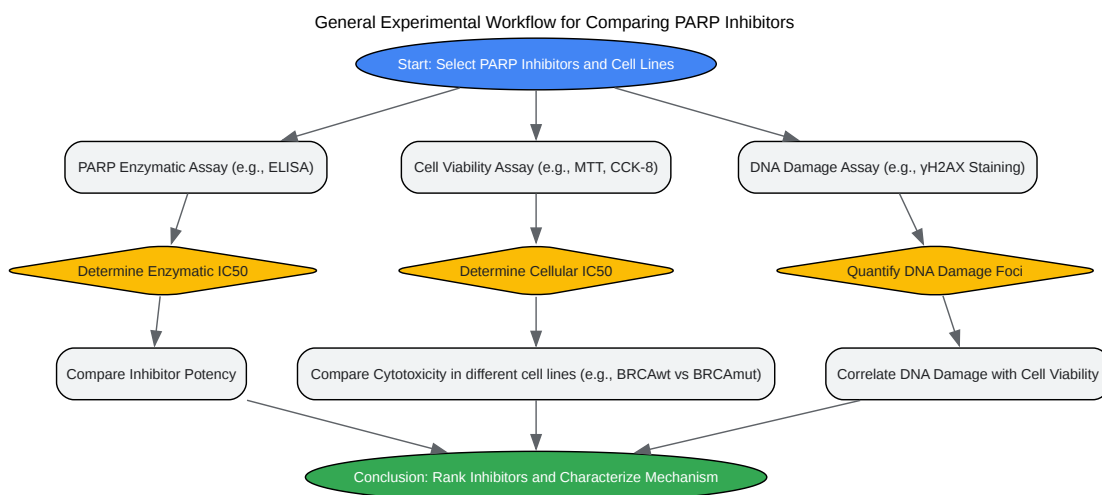 General Experimental Workflow for Comparing PARP Inhibitors
Start: Select PARP Inhibitors and Cell Lines
PARP Enzymatic Assay (e.g., ELISA)
Cell Viability Assay (e.g., MTT, CCK-8)
DNA Damage Assay (e.g., γH2AX Staining)
Determine Enzymatic IC50
Determine Cellular IC50
Quantify DNA Damage Foci
Compare Inhibitor Potency
Compare Cytotoxicity in different cell lines (e.g., BRCAwt vs BRCAmut)
Correlate DNA Damage with Cell Viability
Conclusion: Rank Inhibitors and Characterize Mechanism